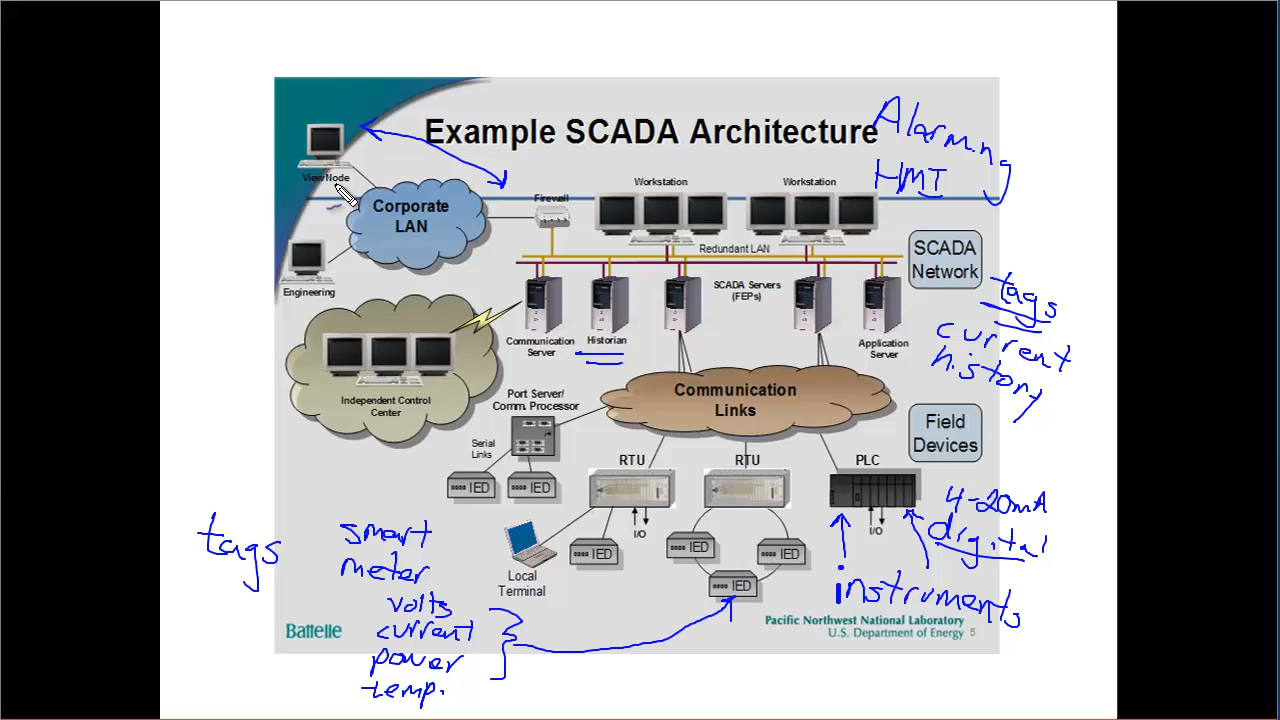 Example SCADA Architecture
Alarming
HMI
View Node
Corporate
LAN
Firewall
Workstation
Workstation
Redundant LAN
SCADA
Network
Engineering
SCADA Servers
(FEPs)
tags
current
history
Communication
Server
Historian
Application
Server
Independent Control
Center
Port Server/
Comm. Processor
Communication
Links
Field
Devices
Serial
Links
RTU
RTU
PLC
IED
IED
4-20mA
digital
I/O
I/O
IED
IED
IED
IED
Local
Terminal
instruments
tags
smart
meter
volts
current
power
temp.
Battelle
Pacific Northwest National Laboratory
U.S. Department of Energy 5